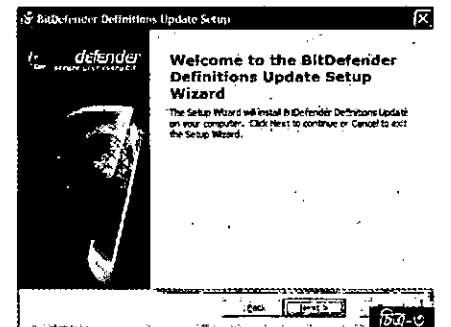 BitDefender Definitions Update Setup
defender
Welcome to the BitDefender
Definitions Update Setup
Wizard
The Setup Wizard will install BitDefender Definitions Update
on your computer. Click Next to continue or Cancel to exit
the Setup Wizard.
Back
Next >
চিত্র-৩